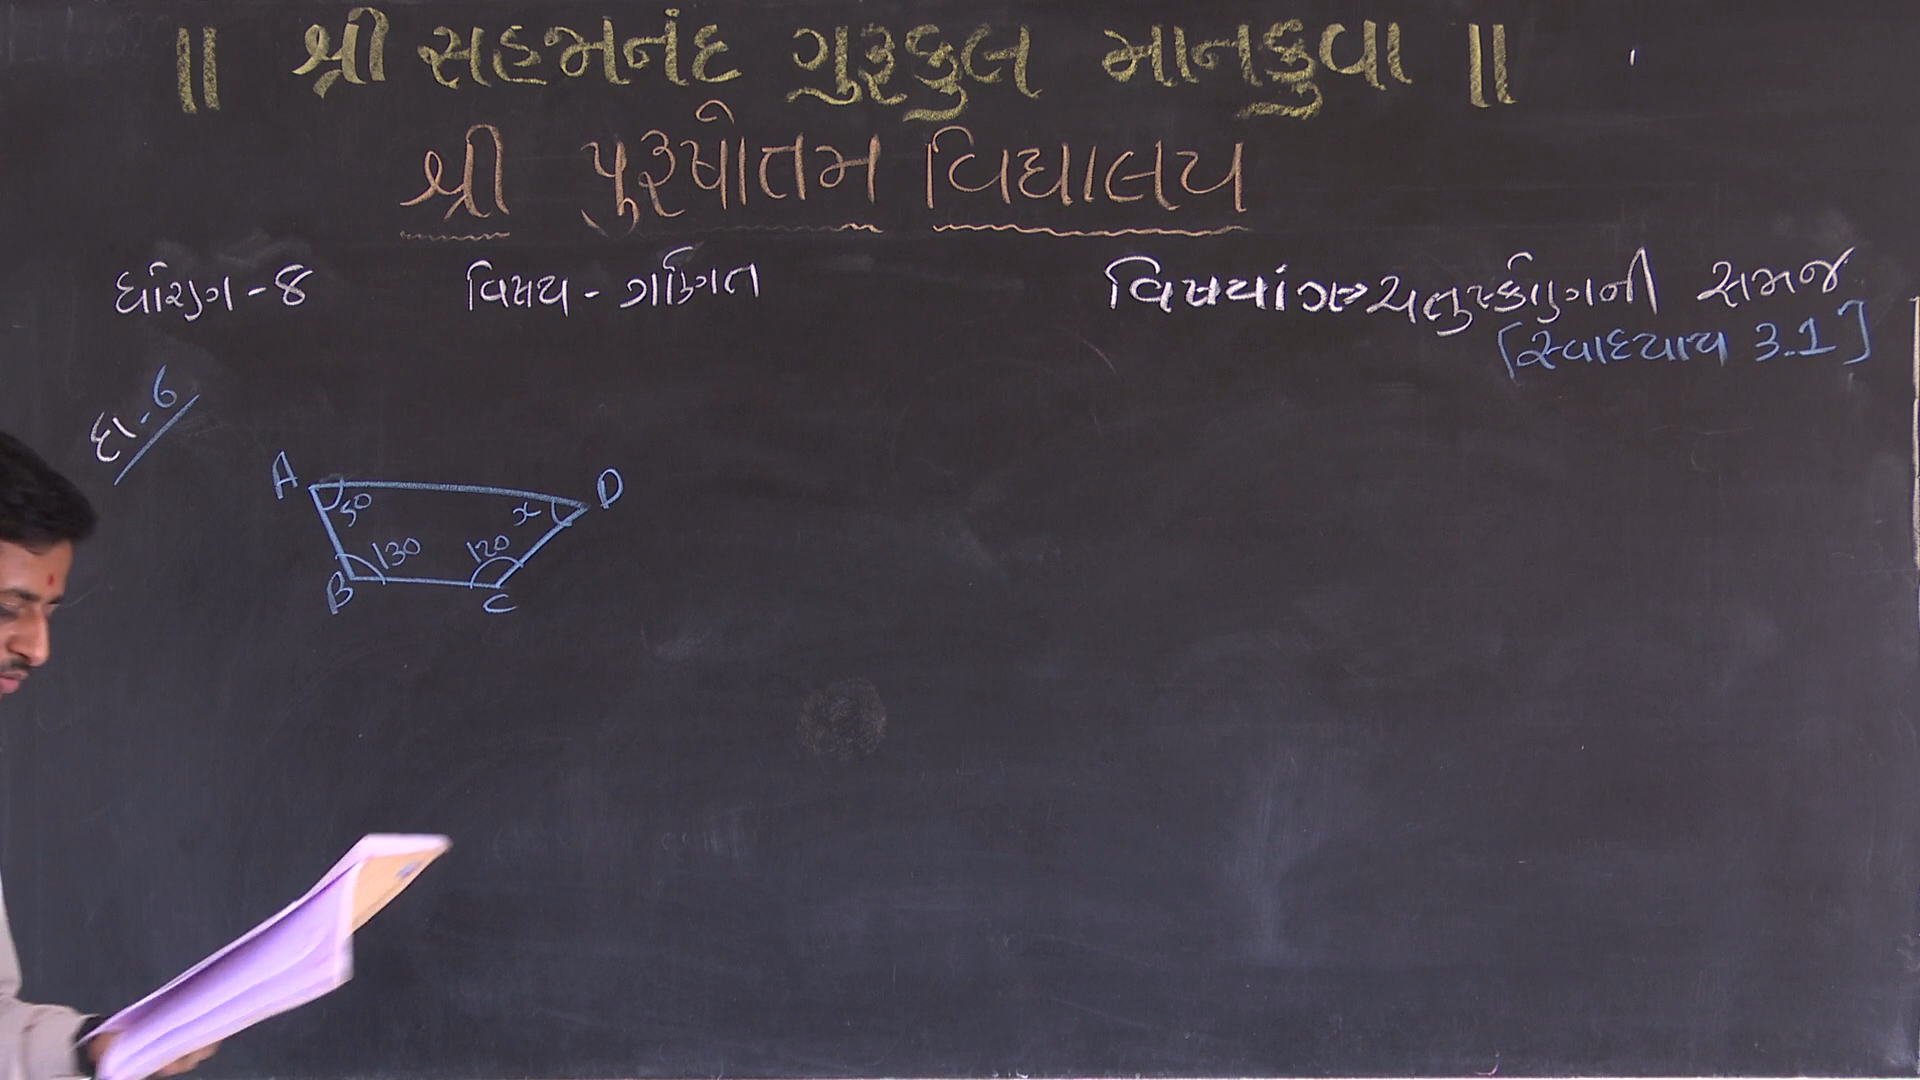 || શ્રી સહજાનંદ ગુરૂકુલ માનકુવા ||
શ્રી પુરૂષોતમ વિદ્યાલય
ધોરણ-8 વિષય - ગણિત વિષયાંગ ચતુષ્કોણની સમજ
[સ્વાધ્યાય 3.1]
દા-6
A D
50 x
130 120
B C